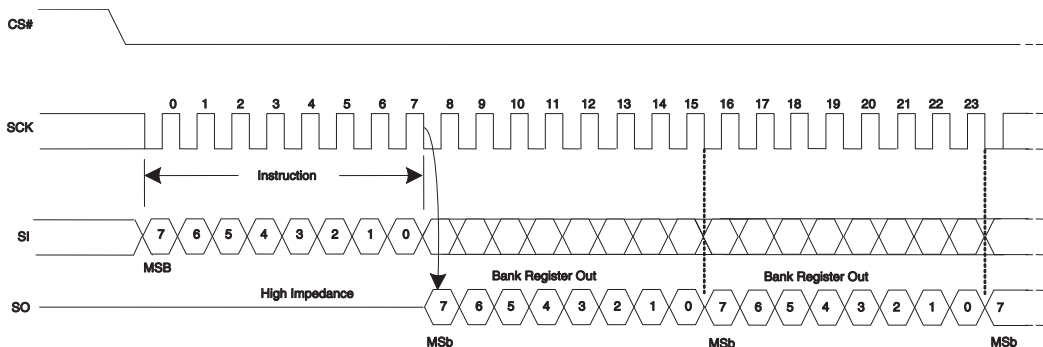 CS#
0 1 2 3 4 5 6 7 8 9 10 11 12 13 14 15 16 17 18 19 20 21 22 23
SCK
Instruction
SI 7 6 5 4 3 2 1 0
MSB
High Impedance
Bank Register Out Bank Register Out
SO 7 6 5 4 3 2 1 0 7 6 5 4 3 2 1 0 7
MSb MSb MSb